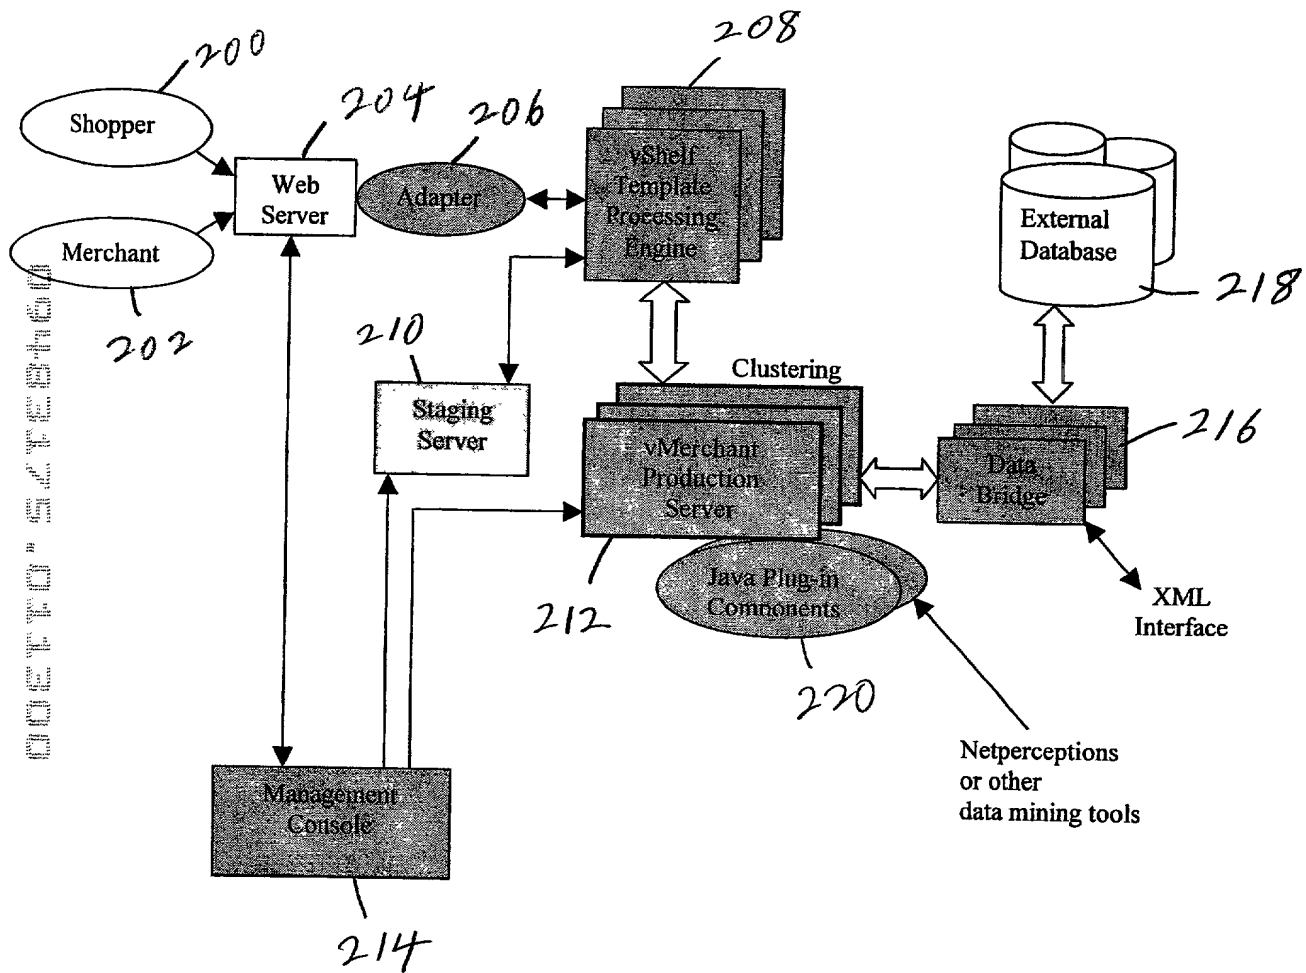 200
208
Shopper
204
206
Web
Server
Adapter
vShelf
Template
Processing
Engine
Merchant
202
External
Database
218
210
Staging
Server
Clustering
vMerchant
Production
Server
216
Data
Bridge
212
Java Plug-in
Components
220
XML
Interface
Netperceptions
or other
data mining tools
Management
Console
214
09483175.011300